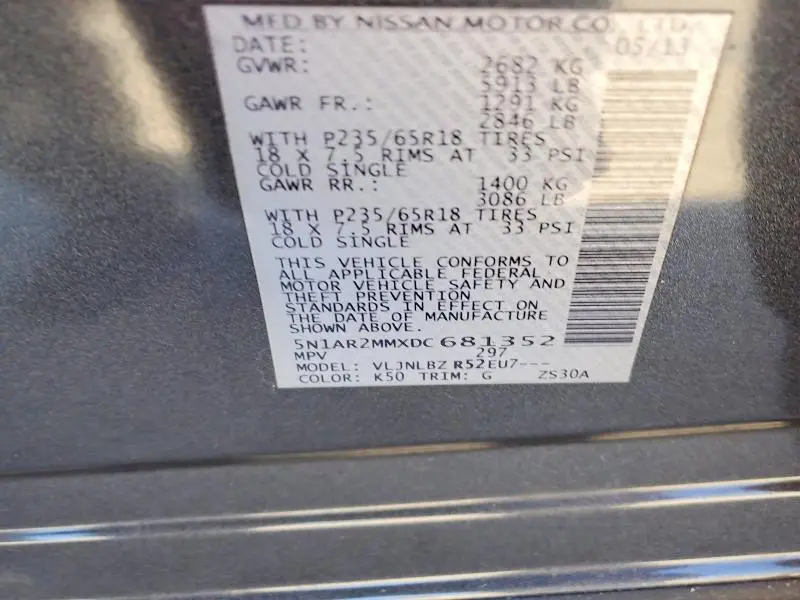 MFD BY NISSAN MOTOR CO., LTD.
DATE: 05/13
GVWR: 2682 KG
5913 LB
GAWR FR.: 1291 KG
2846 LB
WITH P235/65R18 TIRES
18 X 7.5 RIMS AT 33 PSI
COLD SINGLE
GAWR RR.: 1400 KG
3086 LB
WITH P235/65R18 TIRES
18 X 7.5 RIMS AT 33 PSI
COLD SINGLE
THIS VEHICLE CONFORMS TO
ALL APPLICABLE FEDERAL
MOTOR VEHICLE SAFETY AND
THEFT PREVENTION
STANDARDS IN EFFECT ON
THE DATE OF MANUFACTURE
SHOWN ABOVE.
5N1AR2MMXDC 681352
MPV 297
MODEL: VLJNLBZ R52EU7---
COLOR: K50 TRIM: G ZS30A